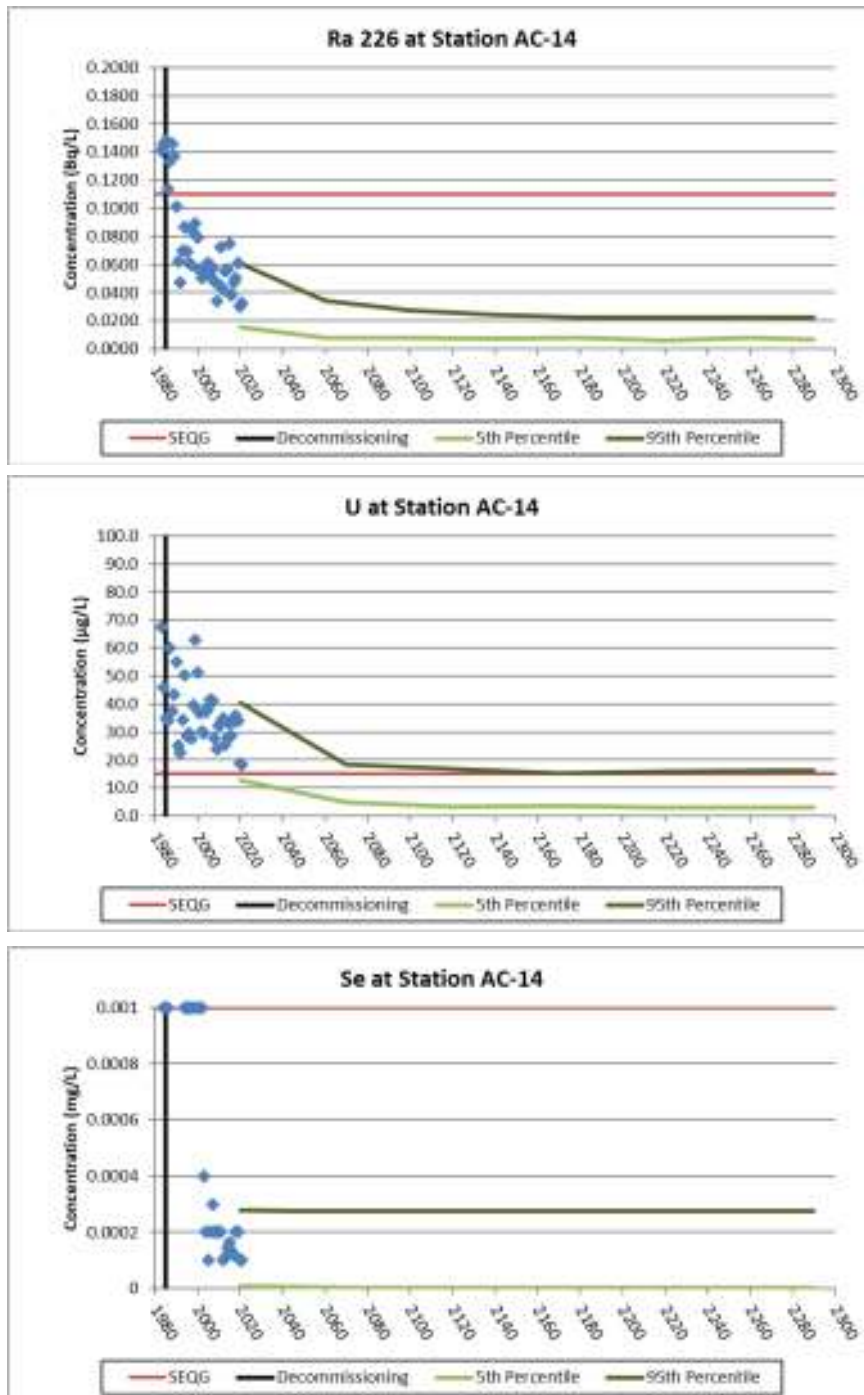 Ra 226 at Station AC-14
Concentration (Bq/L)
0.2000
0.1800
0.1600
0.1400
0.1200
0.1000
0.0800
0.0600
0.0400
0.0200
0.0000
1980 2000 2020 2040 2060 2080 2100 2120 2140 2160 2180 2200 2220 2240 2260 2280 2300
SEQG Decommissioning 5th Percentile 95th Percentile
U at Station AC-14
Concentration (µg/L)
100.0
90.0
80.0
70.0
60.0
50.0
40.0
30.0
20.0
10.0
0.0
1980 2000 2020 2040 2060 2080 2100 2120 2140 2160 2180 2200 2220 2240 2260 2280 2300
SEQG Decommissioning 5th Percentile 95th Percentile
Se at Station AC-14
Concentration (mg/L)
0.001
0.0008
0.0006
0.0004
0.0002
0
1980 2000 2020 2040 2060 2080 2100 2120 2140 2160 2180 2200 2220 2240 2260 2280 2300
SEQG Decommissioning 5th Percentile 95th Percentile